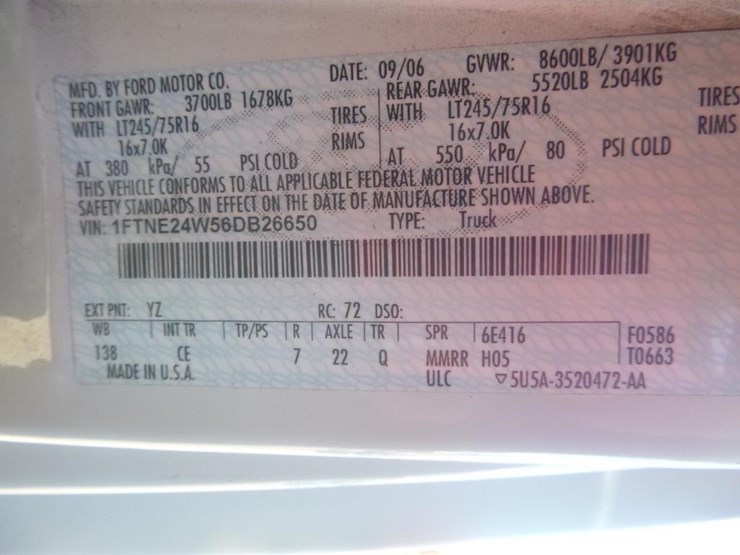 MFD. BY FORD MOTOR CO. DATE: 09/06 GVWR: 8600LB/ 3901KG
FRONT GAWR: 3700LB 1678KG REAR GAWR: 5520LB 2504KG
WITH LT245/75R16 TIRES WITH LT245/75R16 TIRES
16x7.0K RIMS 16x7.0K RIMS
AT 380 kPa/ 55 PSI COLD AT 550 kPa/ 80 PSI COLD
THIS VEHICLE CONFORMS TO ALL APPLICABLE FEDERAL MOTOR VEHICLE
SAFETY STANDARDS IN EFFECT ON THE DATE OF MANUFACTURE SHOWN ABOVE.
VIN: 1FTNE24W56DB26650 TYPE: Truck
EXT PNT: YZ RC: 72 DSO:
WB INT TR TP/PS R AXLE TR SPR 6E416 F0586
138 CE 7 22 Q MMRR H05 T0663
MADE IN U.S.A. ULC ▽5U5A-3520472-AA